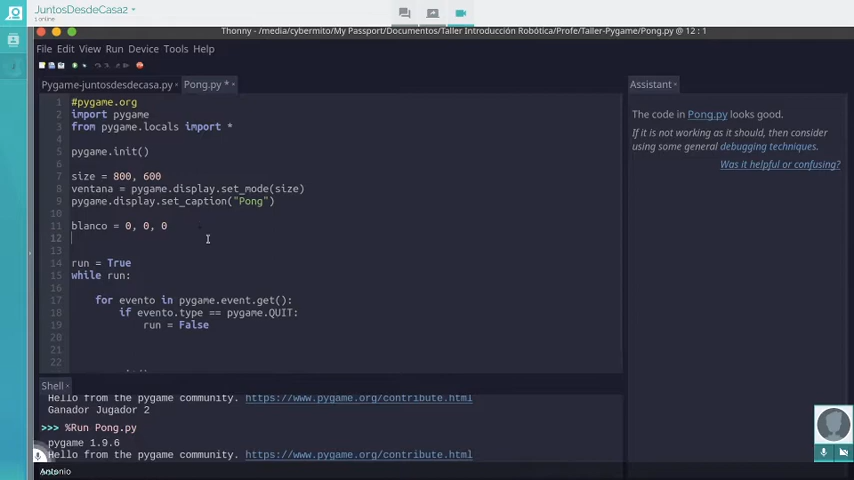 JuntosDesdeCasa2
1 online
Thonny - /media/cybermito/My Passport/Documentos/Taller Introducción Robótica/Profe/Taller-Pygame/Pong.py @ 12 : 1
File Edit View Run Device Tools Help
Pygame-juntosdesdecasa.py Pong.py *
Assistant
1 #pygame.org
2 import pygame
3 from pygame.locals import *
4
5 pygame.init()
6
7 size = 800, 600
8 ventana = pygame.display.set_mode(size)
9 pygame.display.set_caption("Pong")
10
11 blanco = 0, 0, 0
12
13
14 run = True
15 while run:
16
17 for evento in pygame.event.get():
18 if evento.type == pygame.QUIT:
19 run = False
20
21
22
The code in Pong.py looks good.
If it is not working as it should, then consider
using some general debugging techniques.
Was it helpful or confusing?
Shell
Hello from the pygame community. https://www.pygame.org/contribute.html
Ganador Jugador 2
>>> %Run Pong.py
pygame 1.9.6
Hello from the pygame community. https://www.pygame.org/contribute.html
Antonio